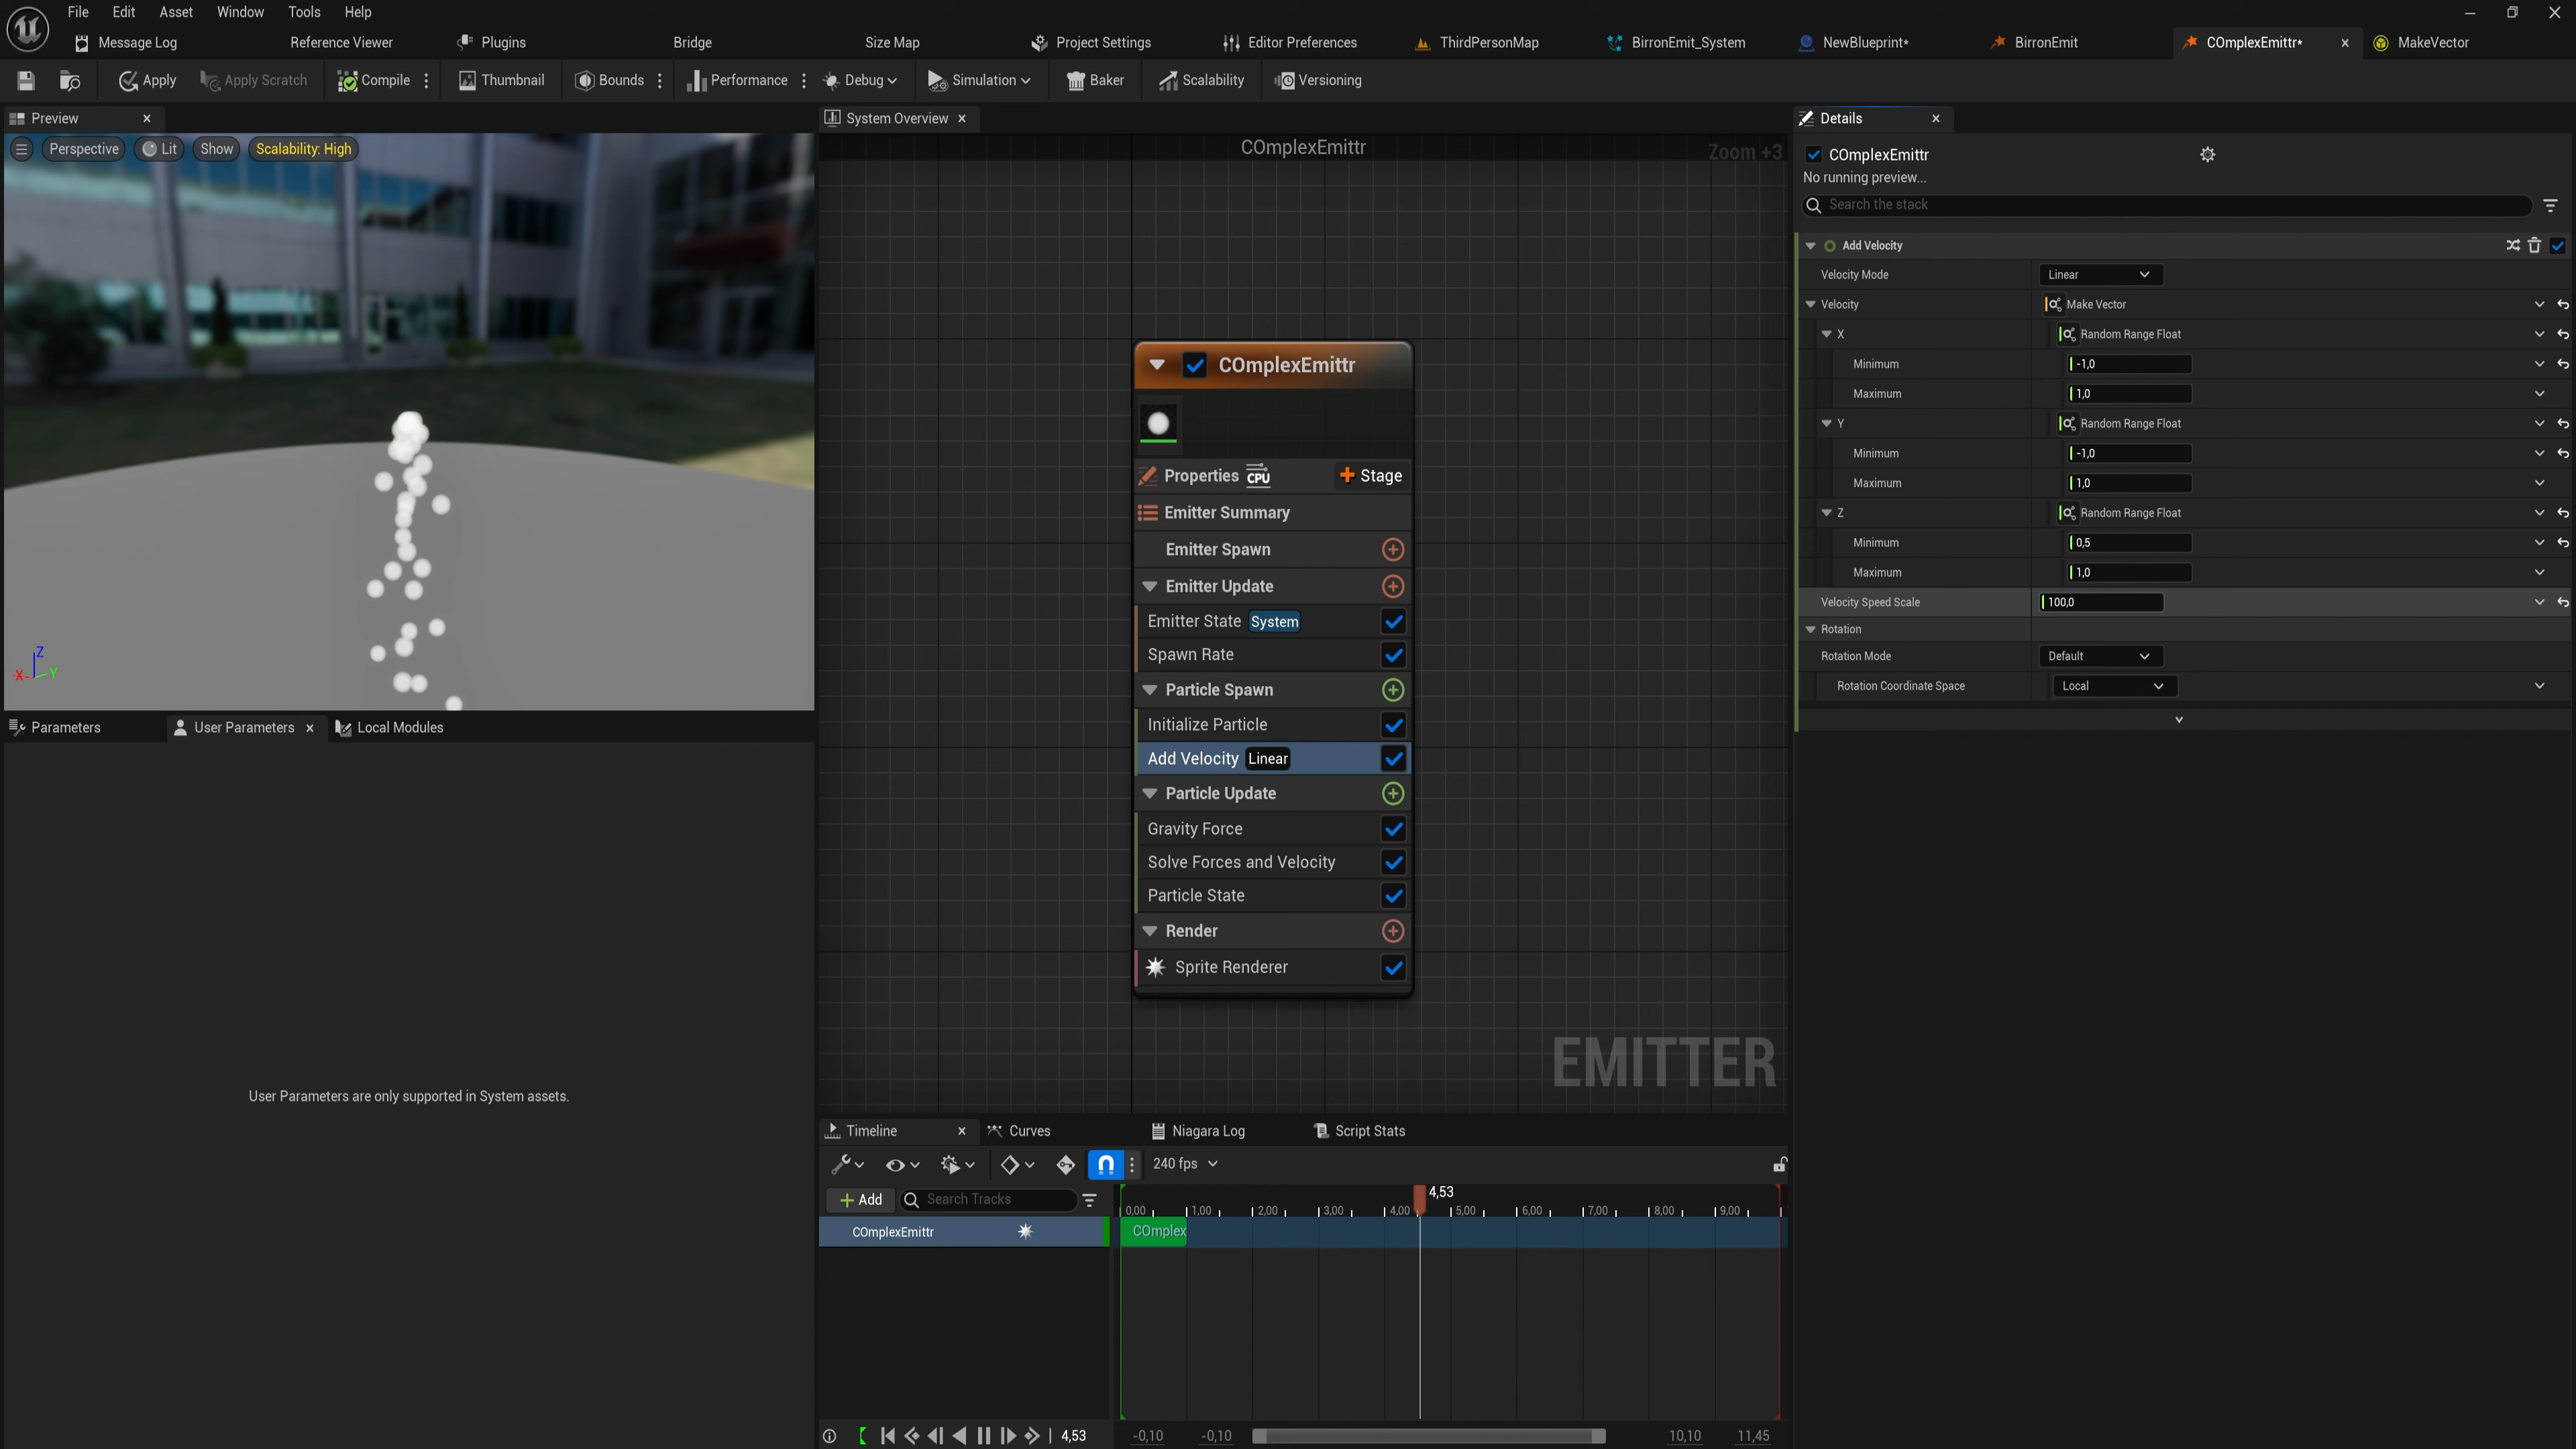 File Edit Asset Window Tools Help
Message Log Reference Viewer Plugins Bridge Size Map Project Settings Editor Preferences ThirdPersonMap BirronEmit_System NewBlueprint* BirronEmit COmplexEmittr* MakeVector
Apply Apply Scratch Compile Thumbnail Bounds Performance Debug Simulation Baker Scalability Versioning
Preview
Perspective Lit Show Scalability: High
Z
X Y
Parameters User Parameters Local Modules
User Parameters are only supported in System assets.
System Overview
COmplexEmittr
Zoom +3
COmplexEmittr
Properties CPU Stage
Emitter Summary
Emitter Spawn
Emitter Update
Emitter State System
Spawn Rate
Particle Spawn
Initialize Particle
Add Velocity Linear
Particle Update
Gravity Force
Solve Forces and Velocity
Particle State
Render
Sprite Renderer
EMITTER
Timeline Curves Niagara Log Script Stats
240 fps
Add Search Tracks
4,53
0,00 1,00 2,00 3,00 4,00 5,00 6,00 7,00 8,00 9,00
COmplexEmittr COmplex
4,53 -0,10 -0,10 10,10 11,45
Details
COmplexEmittr
No running preview...
Search the stack
Add Velocity
Velocity Mode Linear
Velocity Make Vector
X Random Range Float
Minimum -1,0
Maximum 1,0
Y Random Range Float
Minimum -1,0
Maximum 1,0
Z Random Range Float
Minimum 0,5
Maximum 1,0
Velocity Speed Scale 100,0
Rotation
Rotation Mode Default
Rotation Coordinate Space Local